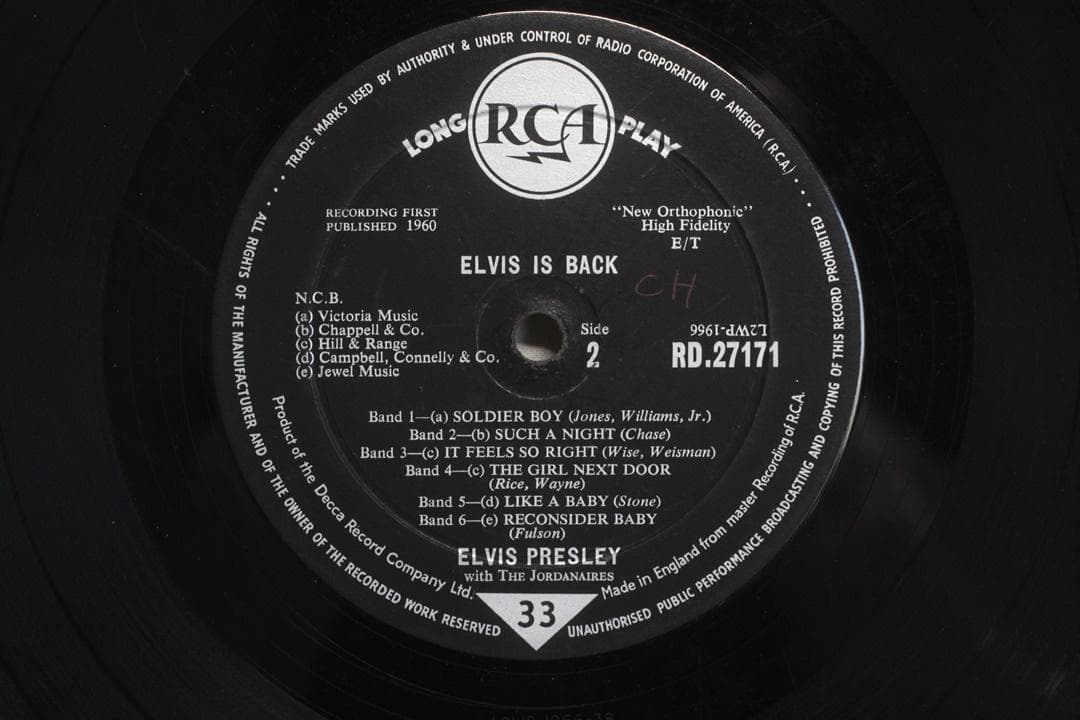 TRADE MARKS USED BY AUTHORITY & UNDER CONTROL OF RADIO CORPORATION OF AMERICA (R.C.A.)
LONG RCA PLAY
RECORDING FIRST
PUBLISHED 1960
"New Orthophonic"
High Fidelity
E/T
ELVIS IS BACK
CH
N.C.B.
(a) Victoria Music
(b) Chappell & Co.
(c) Hill & Range
(d) Campbell, Connelly & Co.
(e) Jewel Music
Side
2
L2WP-1966
RD.27171
Band 1—(a) SOLDIER BOY (Jones, Williams, Jr.)
Band 2—(b) SUCH A NIGHT (Chase)
Band 3—(c) IT FEELS SO RIGHT (Wise, Weisman)
Band 4—(c) THE GIRL NEXT DOOR
(Rice, Wayne)
Band 5—(d) LIKE A BABY (Stone)
Band 6—(e) RECONSIDER BABY
(Fulson)
ELVIS PRESLEY
with THE JORDANAIRES
33
Product of the Decca Record Company Ltd.
Made in England from master Recording of R.C.A.
ALL RIGHTS OF THE MANUFACTURER AND OF THE OWNER OF THE RECORDED WORK RESERVED
UNAUTHORISED PUBLIC PERFORMANCE BROADCASTING AND COPYING OF THIS RECORD PROHIBITED